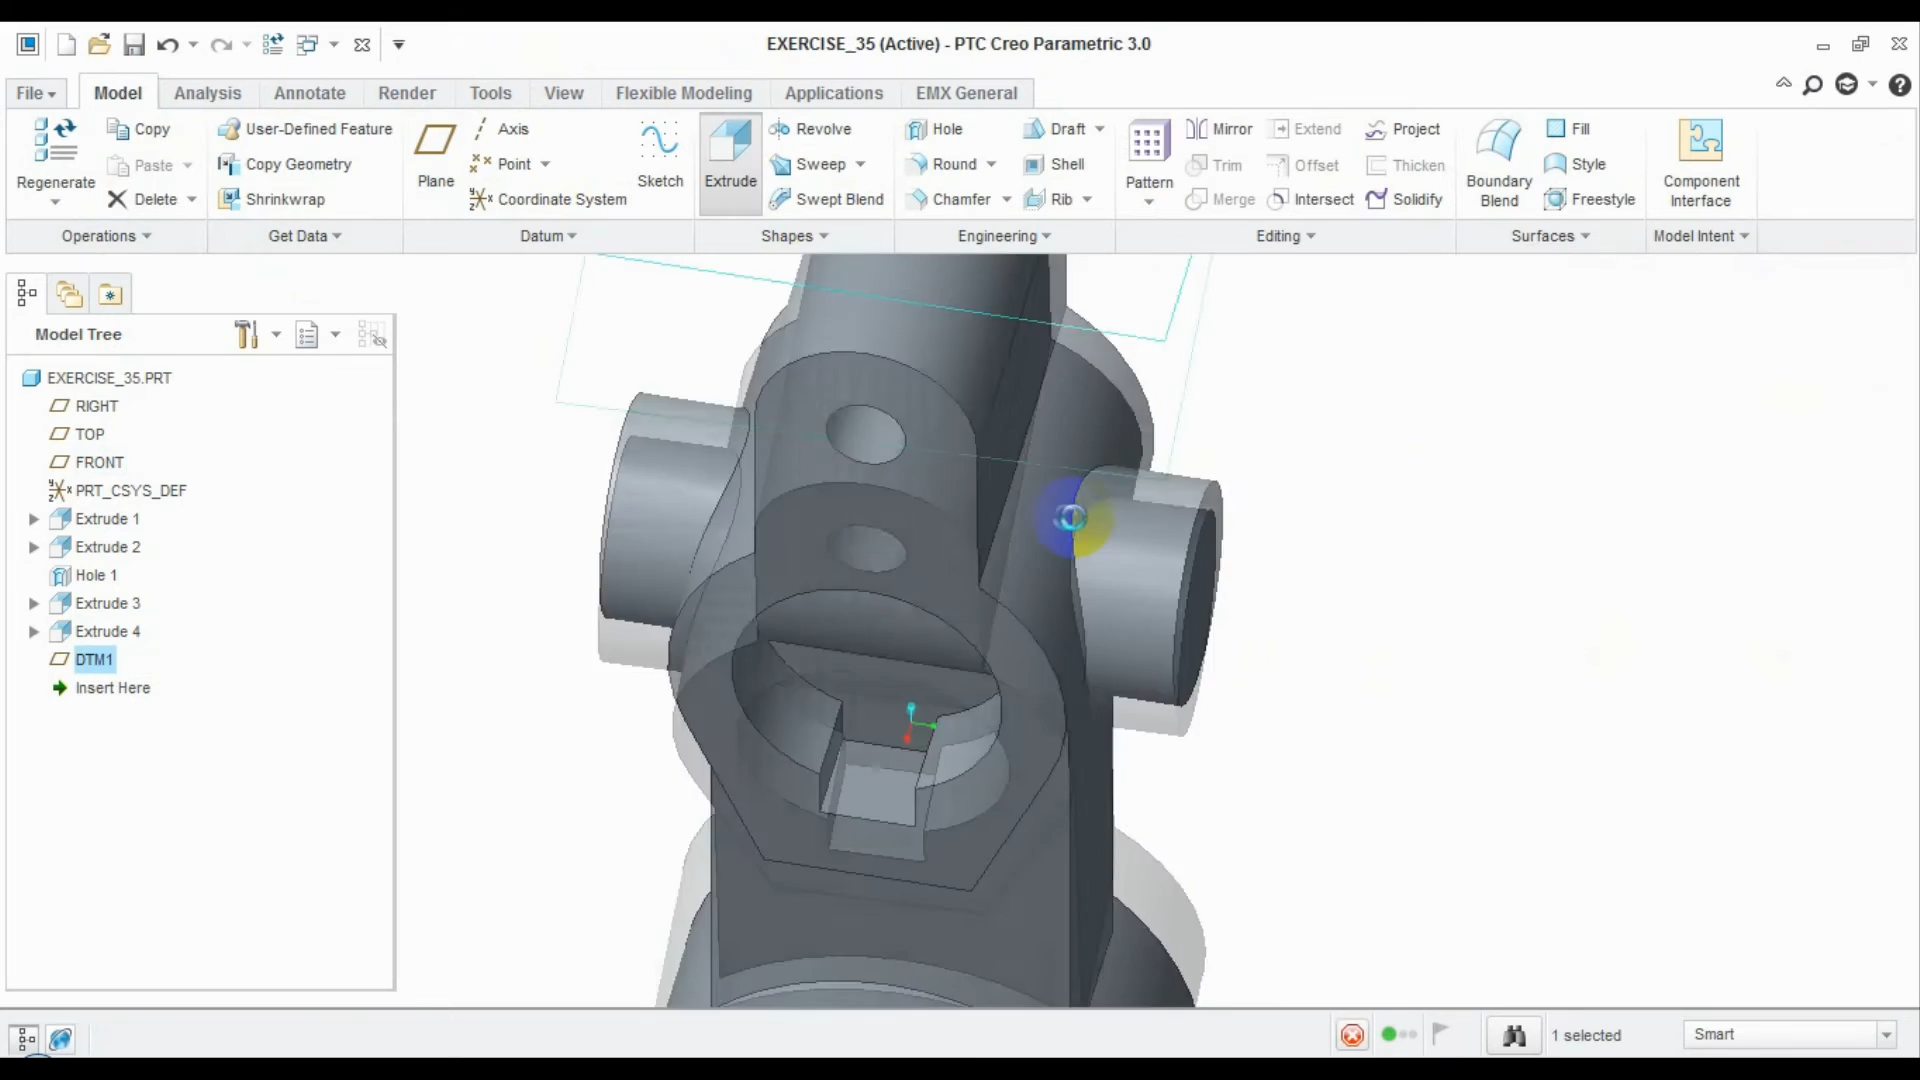 EXERCISE_35 (Active) - PTC Creo Parametric 3.0
File Model Analysis Annotate Render Tools View Flexible Modeling Applications EMX General
Regenerate
Copy
Paste
Delete
Operations
User-Defined Feature
Copy Geometry
Shrinkwrap
Get Data
Plane
Axis
Point
Coordinate System
Sketch
Datum
Extrude
Revolve
Sweep
Swept Blend
Shapes
Hole
Round
Chamfer
Draft
Shell
Rib
Engineering
Pattern
Mirror
Trim
Merge
Extend
Offset
Intersect
Project
Thicken
Solidify
Editing
Boundary
Blend
Fill
Style
Freestyle
Surfaces
Component
Interface
Model Intent
Model Tree
EXERCISE_35.PRT
RIGHT
TOP
FRONT
PRT_CSYS_DEF
Extrude 1
Extrude 2
Hole 1
Extrude 3
Extrude 4
DTM1
Insert Here
1 selected
Smart